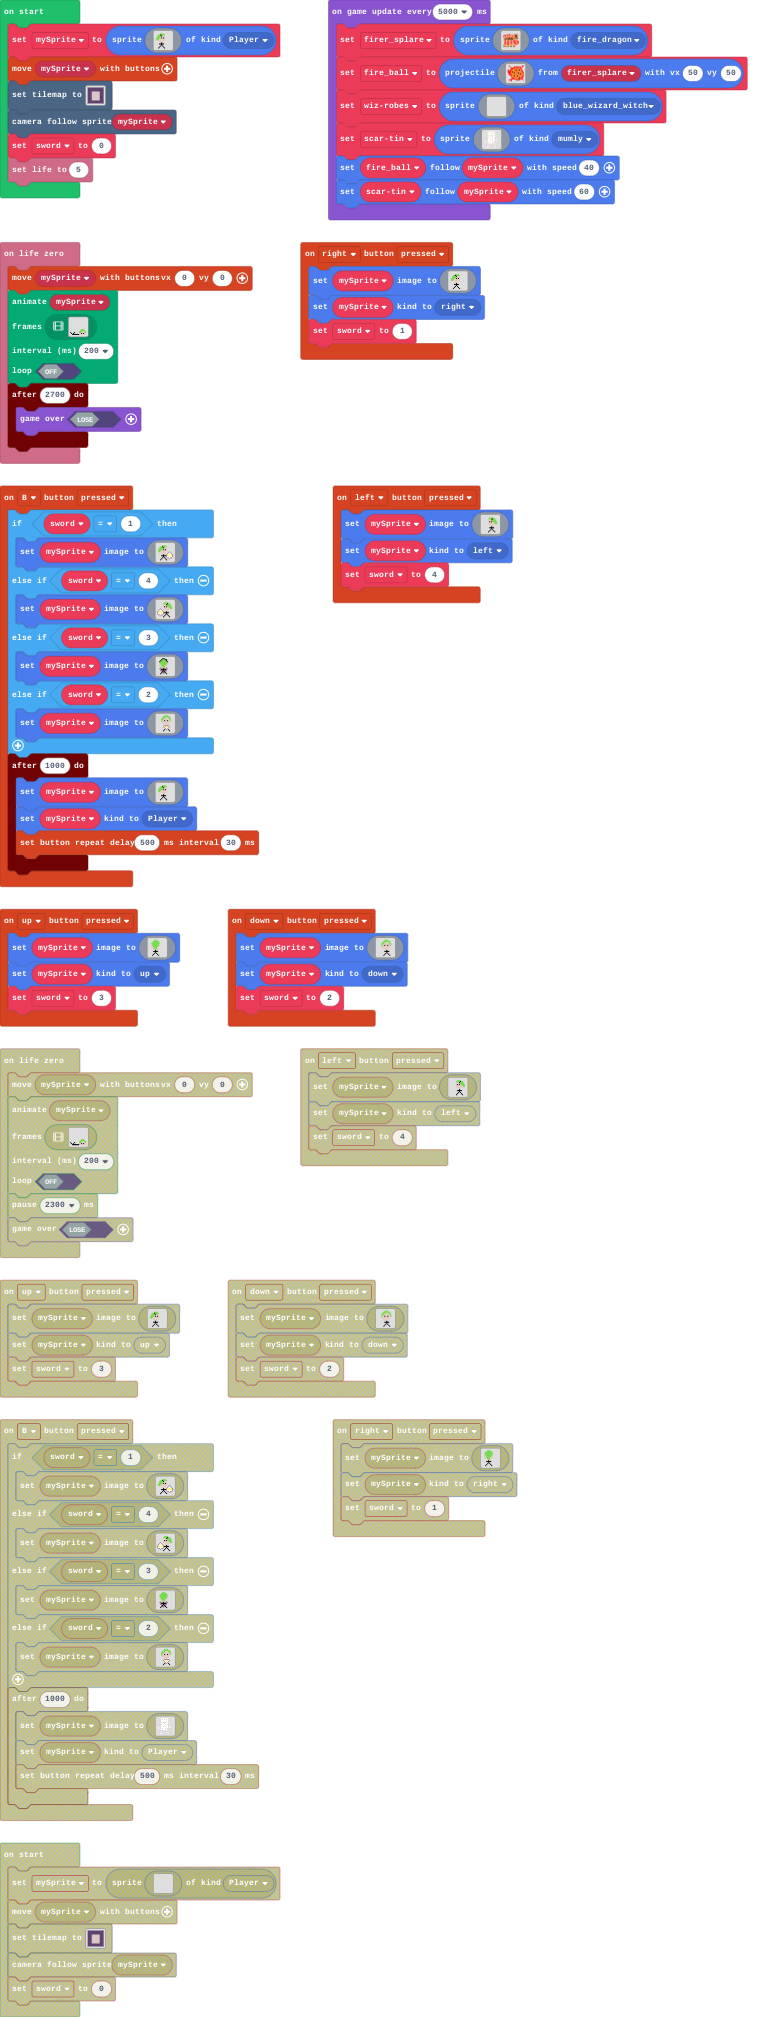 on start
set mySprite to sprite of kind Player
move mySprite with buttons
set tilemap to
camera follow sprite mySprite
set sword to 0
set life to 5
on game update every 5000 ms
set firer_splare to sprite of kind fire_dragon
set fire_ball to projectile from firer_splare with vx 50 vy 50
set wiz-robes to sprite of kind blue_wizard_witch
set scar-tin to sprite of kind mumly
set fire_ball follow mySprite with speed 40
set scar-tin follow mySprite with speed 60
on life zero
move mySprite with buttons vx 0 vy 0
animate mySprite
frames
interval (ms) 200
loop OFF
after 2700 do
game over LOSE
on right button pressed
set mySprite image to
set mySprite kind to right
set sword to 1
on B button pressed
if sword = 1 then
set mySprite image to
else if sword = 4 then
set mySprite image to
else if sword = 3 then
set mySprite image to
else if sword = 2 then
set mySprite image to
after 1000 do
set mySprite image to
set mySprite kind to Player
set button repeat delay 500 ms interval 30 ms
on left button pressed
set mySprite image to
set mySprite kind to left
set sword to 4
on up button pressed
set mySprite image to
set mySprite kind to up
set sword to 3
on down button pressed
set mySprite image to
set mySprite kind to down
set sword to 2
on life zero
move mySprite with buttons vx 0 vy 0
animate mySprite
frames
interval (ms) 200
loop OFF
pause 2300 ms
game over LOSE
on left button pressed
set mySprite image to
set mySprite kind to left
set sword to 4
on up button pressed
set mySprite image to
set mySprite kind to up
set sword to 3
on down button pressed
set mySprite image to
set mySprite kind to down
set sword to 2
on B button pressed
if sword = 1 then
set mySprite image to
else if sword = 4 then
set mySprite image to
else if sword = 3 then
set mySprite image to
else if sword = 2 then
set mySprite image to
after 1000 do
set mySprite image to
set mySprite kind to Player
set button repeat delay 500 ms interval 30 ms
on right button pressed
set mySprite image to
set mySprite kind to right
set sword to 1
on start
set mySprite to sprite of kind Player
move mySprite with buttons
set tilemap to
camera follow sprite mySprite
set sword to 0